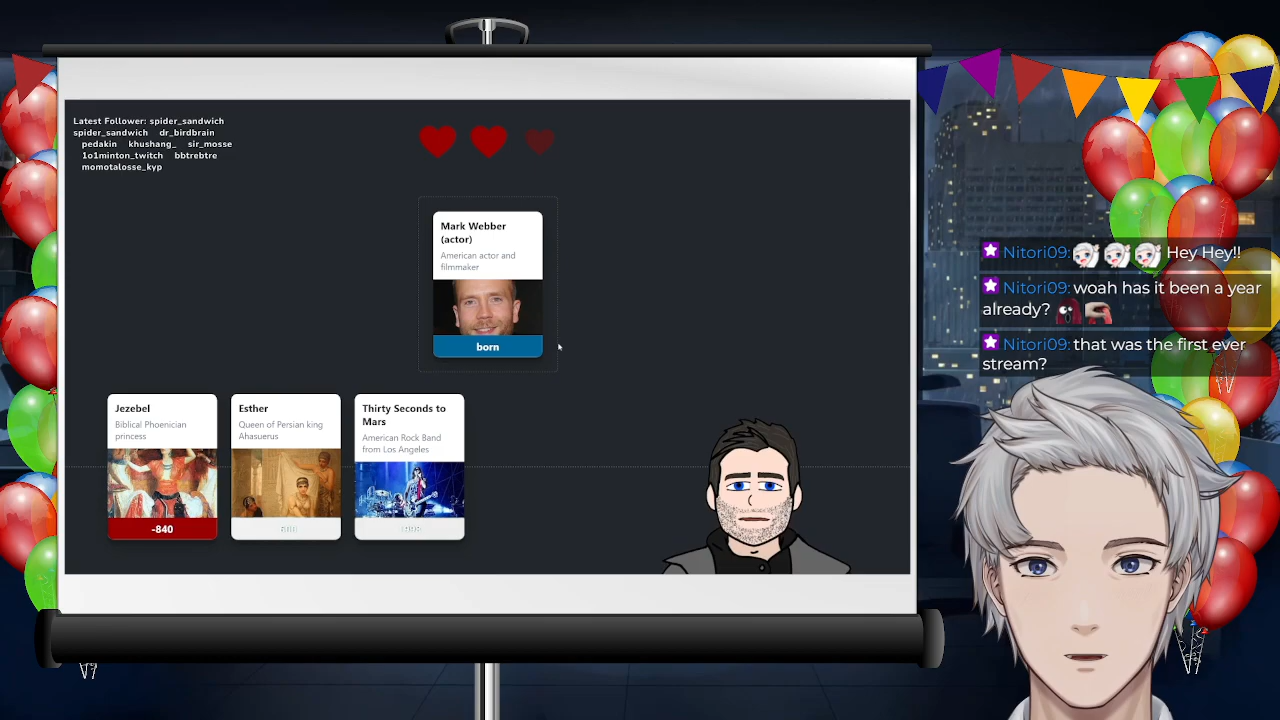 Latest Follower: spider_sandwich
spider_sandwich dr_birdbrain
pedakin khushang_ sir_mosse
1o1minton_twitch bbtrebtre
momotalosse_kyp
Mark Webber
(actor)
American actor and
filmmaker
born
Jezebel
Biblical Phoenician
princess
-840
Esther
Queen of Persian king
Ahasuerus
Thirty Seconds to
Mars
American Rock Band
from Los Angeles
Nitori09: Hey Hey!!
Nitori09: woah has it been a year
already?
Nitori09: that was the first ever
stream?